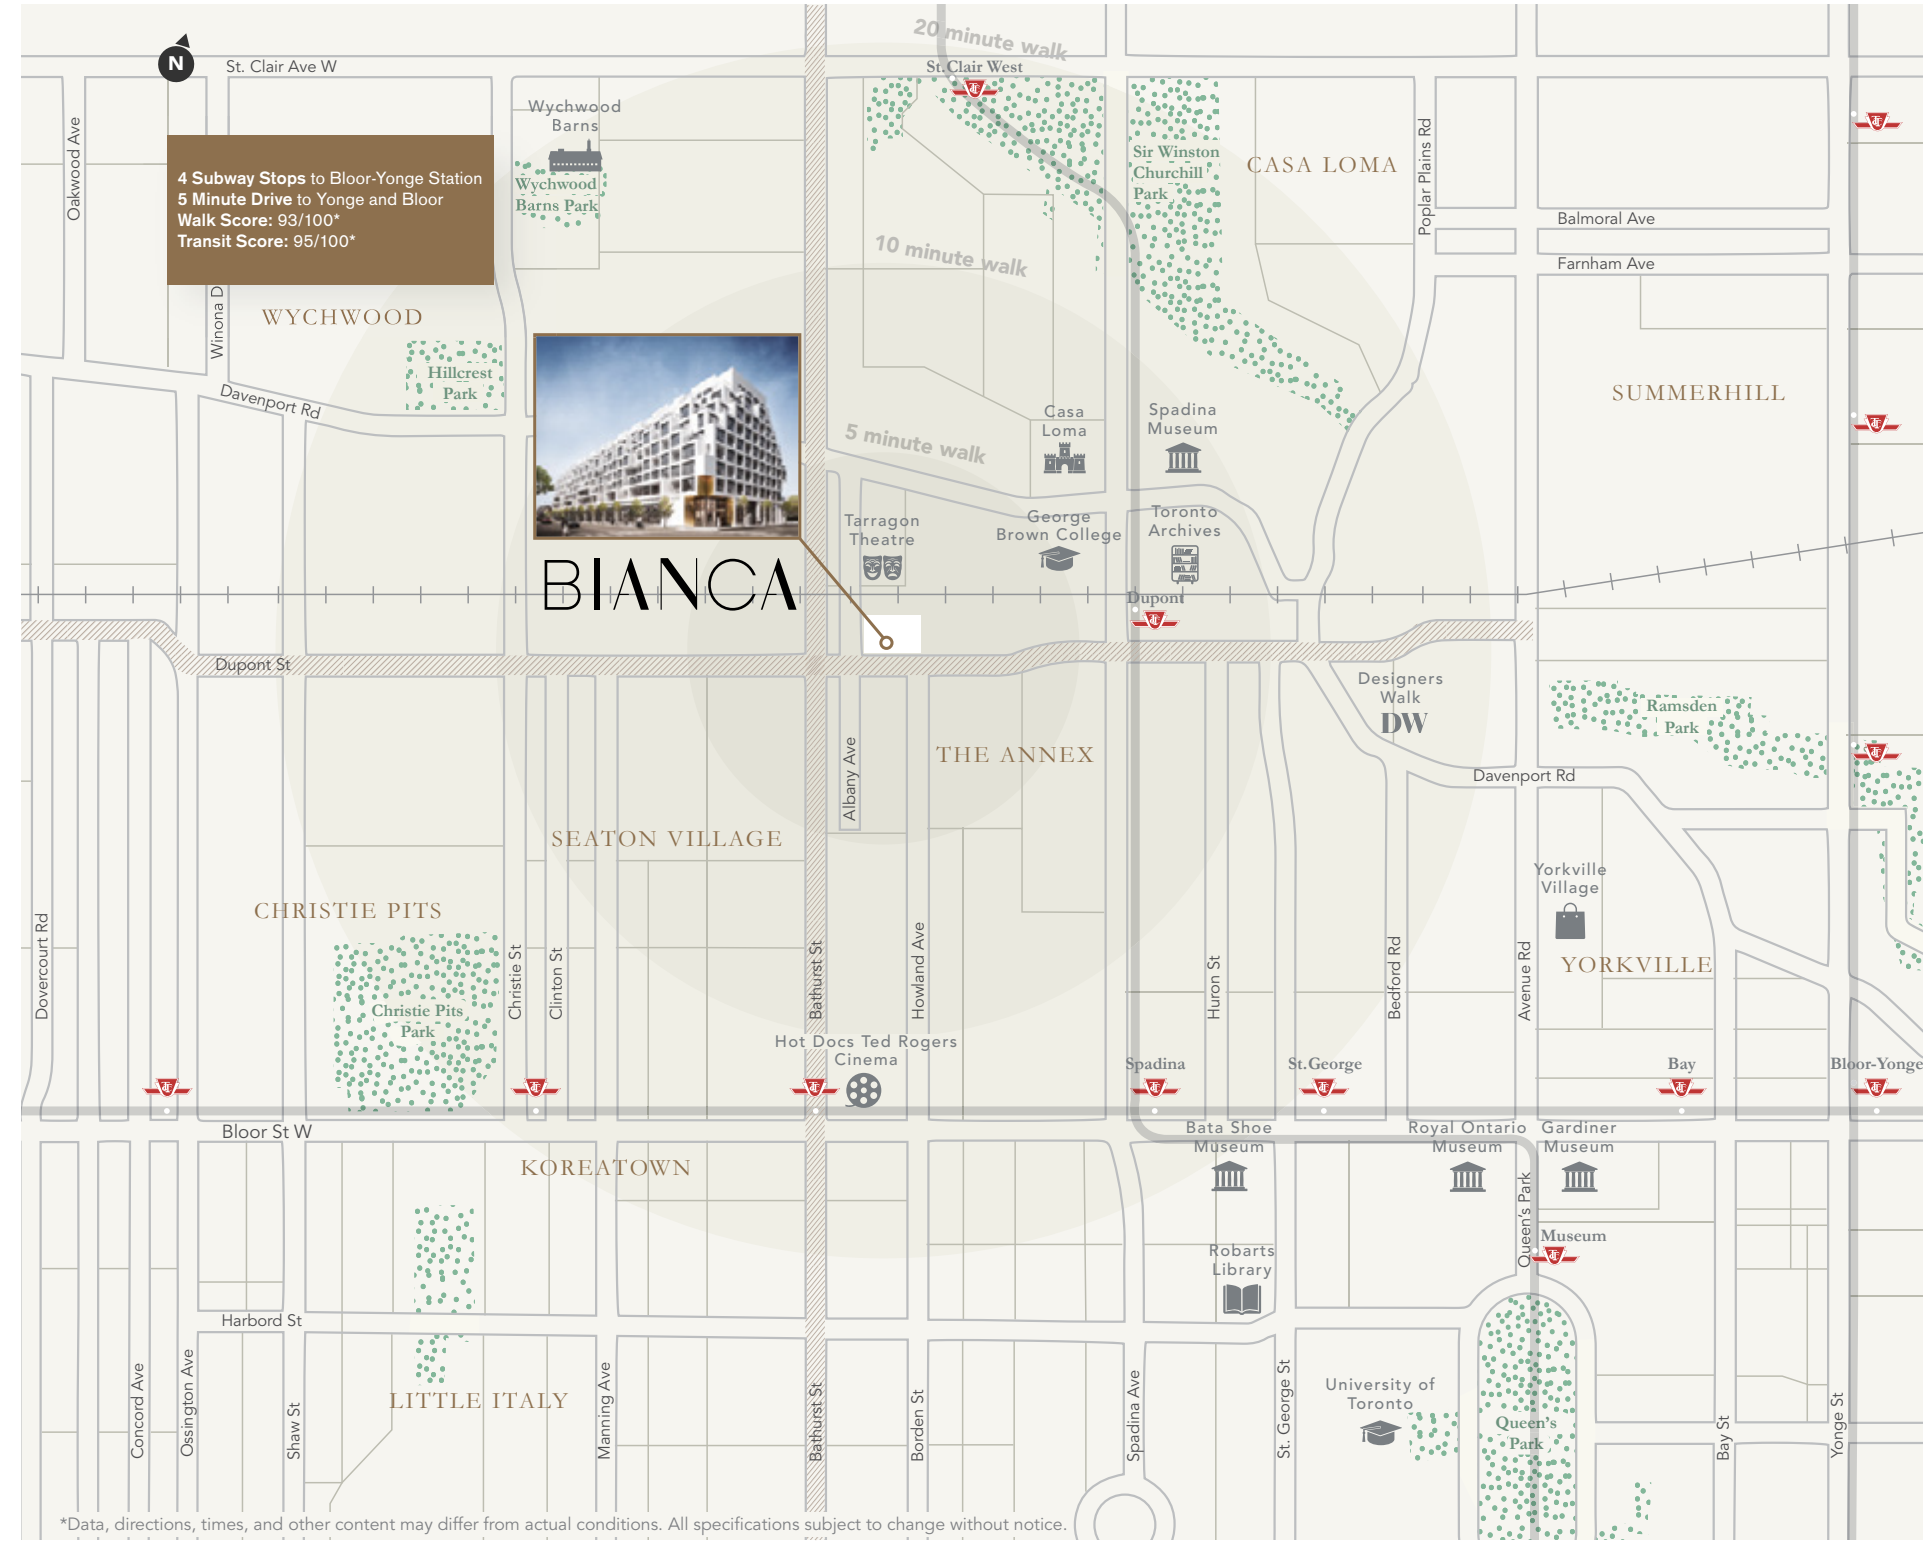 20 minute walk
N
St. Clair Ave W
St.Clair West
Wychwood
Barns
Oakwood Ave
4 Subway Stops to Bloor-Yonge Station
5 Minute Drive to Yonge and Bloor
Walk Score: 93/100*
Transit Score: 95/100*
Wychwood
Barns Park
Sir Winston
Churchill
Park
CASA LOMA
Poplar Plains Rd
Balmoral Ave
10 minute walk
Farnham Ave
Winona D
WYCHWOOD
Hillcrest
Park
Davenport Rd
SUMMERHILL
5 minute walk
Casa
Loma
Spadina
Museum
Tarragon
Theatre
George
Brown College
Toronto
Archives
BIANCA
Dupont
Dupont St
Designers
Walk
DW
Ramsden
Park
THE ANNEX
Albany Ave
Davenport Rd
SEATON VILLAGE
Yorkville
Village
CHRISTIE PITS
Dovercourt Rd
Christie St
Clinton St
Bathurst St
Howland Ave
Huron St
Bedford Rd
Avenue Rd
YORKVILLE
Christie Pits
Park
Hot Docs Ted Rogers
Cinema
Spadina
St.George
Bay
Bloor-Yonge
Bloor St W
Bata Shoe
Museum
Royal Ontario
Museum
Gardiner
Museum
KOREATOWN
Queen's Park
Museum
Robarts
Library
Harbord St
Concord Ave
Ossington Ave
Shaw St
LITTLE ITALY
Manning Ave
Bathurst St
Borden St
Spadina Ave
St. George St
University of
Toronto
Queen's
Park
Bay St
Yonge St
*Data, directions, times, and other content may differ from actual conditions. All specifications subject to change without notice.